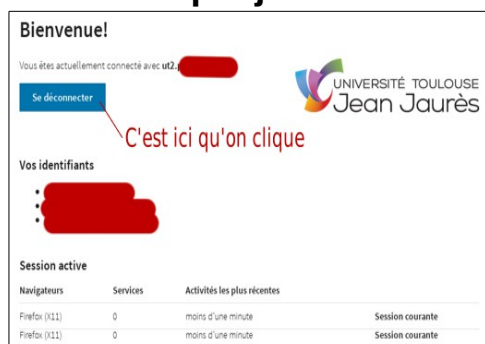 Bienvenue!
Vous êtes actuellement connecté avec ut2.
Se déconnecter
UNIVERSITÉ TOULOUSE
Jean Jaurès
C'est ici qu'on clique
Vos identifiants
Session active
Navigateurs Services Activités les plus récentes
Firefox (X11) 0 moins d'une minute Session courante
Firefox (X11) 0 moins d'une minute Session courante